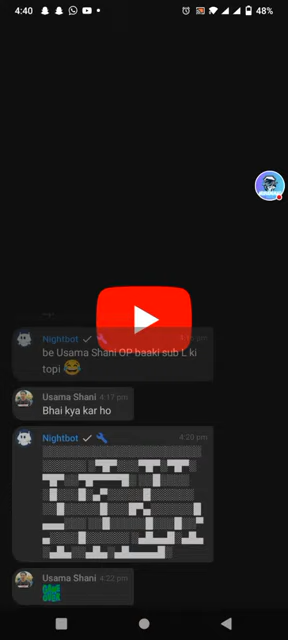 4:40
48%
Nightbot
be Usama Shani OP baaki sub L ki
topi 😂
Usama Shani 4:17 pm
Bhai kya kar ho
Nightbot 4:20 pm
Usama Shani 4:22 pm